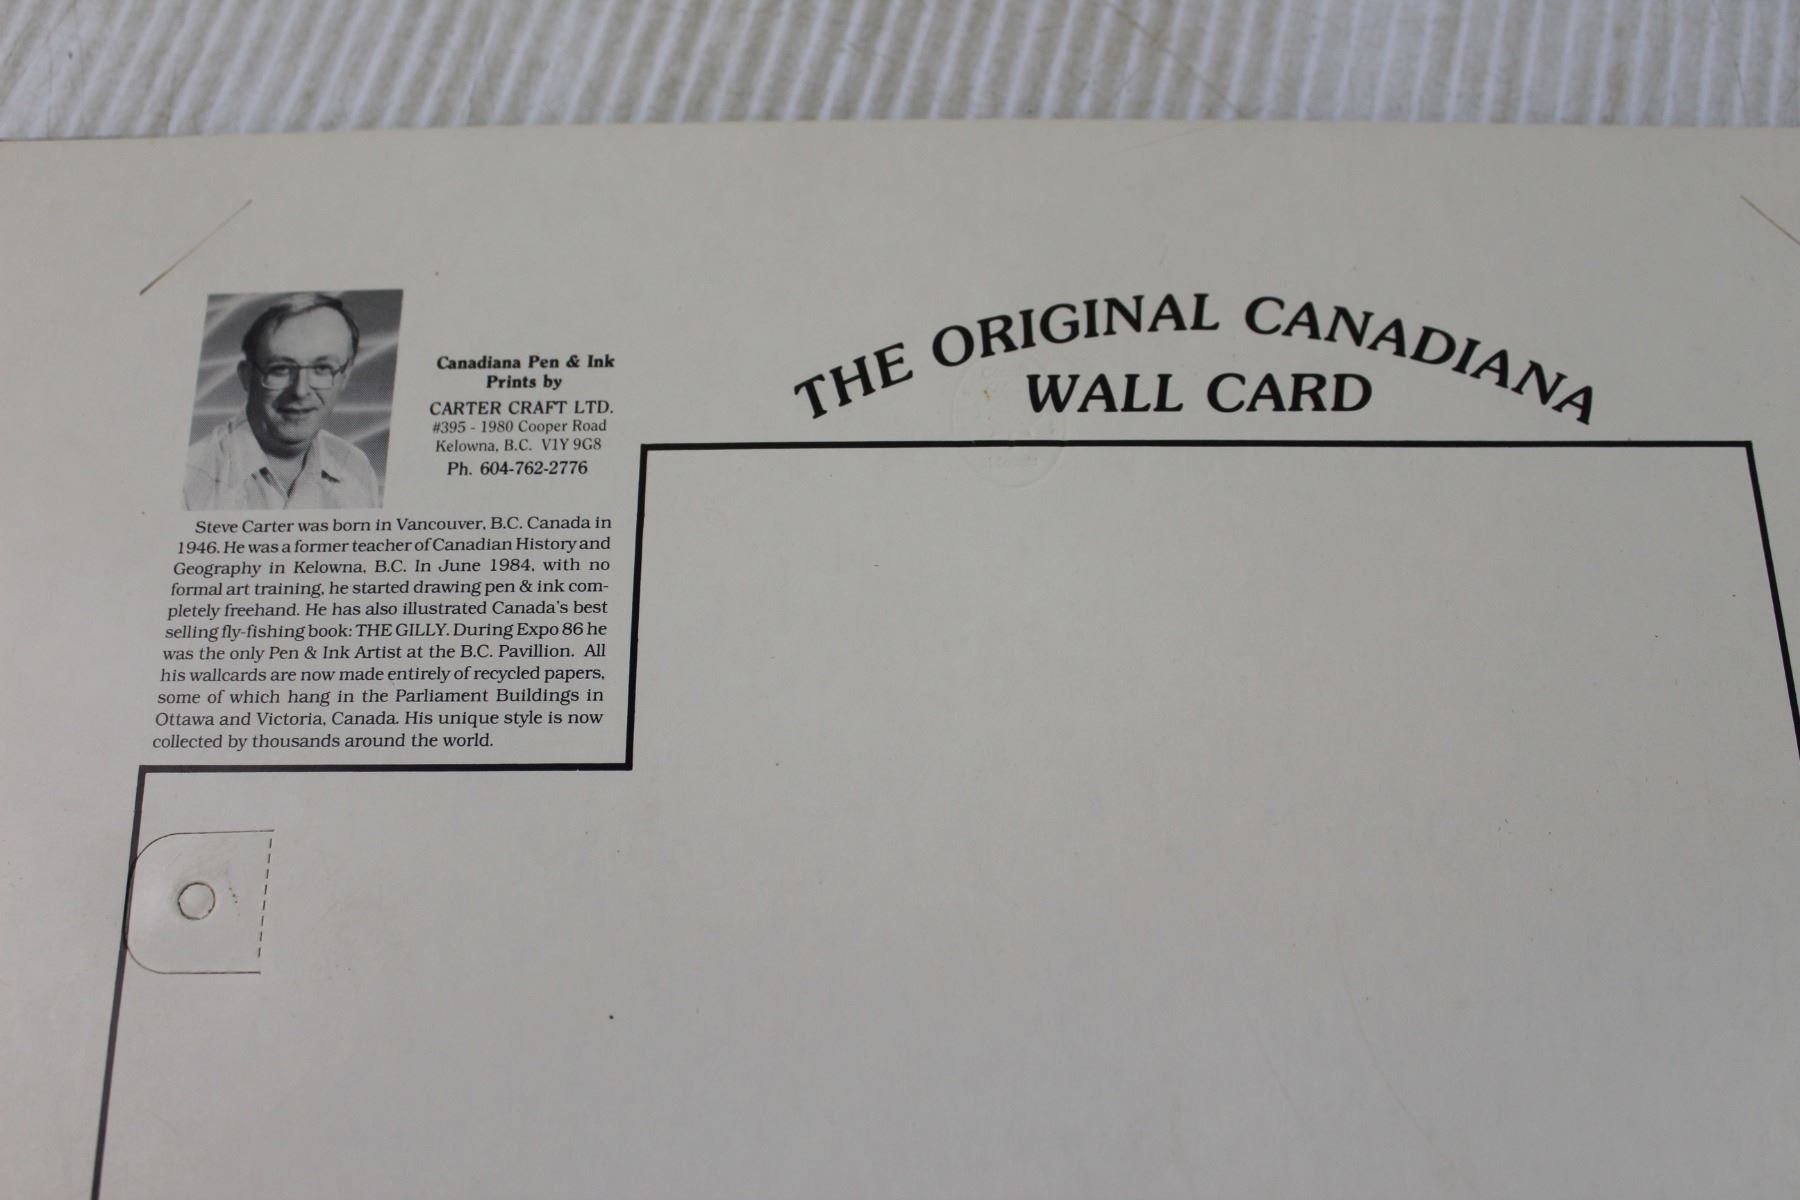 THE ORIGINAL CANADIANA
WALL CARD
Canadiana Pen & Ink
Prints by
CARTER CRAFT LTD.
#395 - 1980 Cooper Road
Kelowna, B.C. V1Y 9G8
Ph. 604-762-2776
Steve Carter was born in Vancouver, B.C. Canada in
1946. He was a former teacher of Canadian History and
Geography in Kelowna, B.C. In June 1984, with no
formal art training, he started drawing pen & ink com-
pletely freehand. He has also illustrated Canada's best
selling fly-fishing book: THE GILLY. During Expo 86 he
was the only Pen & Ink Artist at the B.C. Pavillion. All
his wallcards are now made entirely of recycled papers,
some of which hang in the Parliament Buildings in
Ottawa and Victoria, Canada. His unique style is now
collected by thousands around the world.